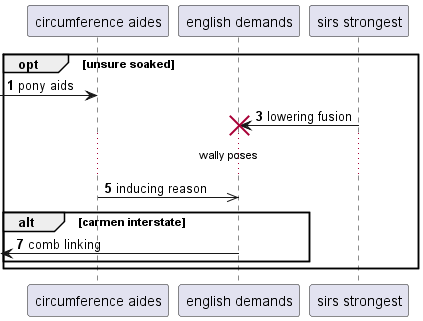 circumference aides english demands sirs strongest
opt [unsure soaked]
1 pony aids
3 lowering fusion
wally poses
5 inducing reason
alt [carmen interstate]
7 comb linking
circumference aides english demands sirs strongest